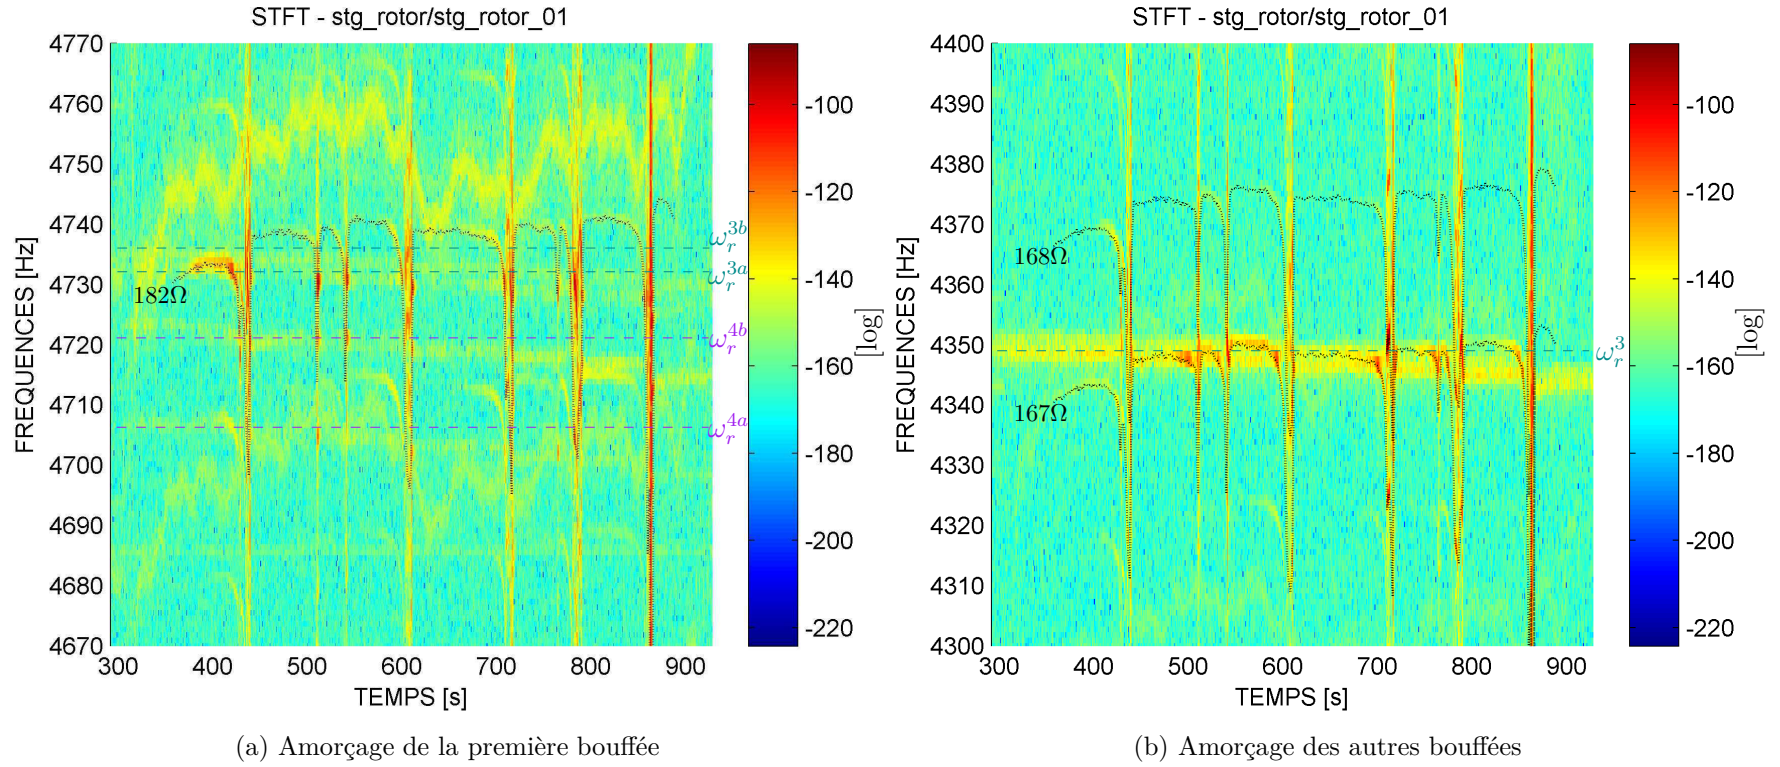 STFT - stg_rotor/stg_rotor_01
4770
4760
4750
4740
4730
4720
4710
4700
4690
4680
4670
FREQUENCES [Hz]
182Ω
ω_r^{3b}
ω_r^{3a}
ω_r^{4b}
ω_r^{4a}
300 400 500 600 700 800 900
TEMPS [s]
-100
-120
-140
-160
-180
-200
-220
[log]
(a) Amorçage de la première bouffée
STFT - stg_rotor/stg_rotor_01
4400
4390
4380
4370
4360
4350
4340
4330
4320
4310
4300
FREQUENCES [Hz]
168Ω
167Ω
ω_r^3
300 400 500 600 700 800 900
TEMPS [s]
-100
-120
-140
-160
-180
-200
-220
[log]
(b) Amorçage des autres bouffées